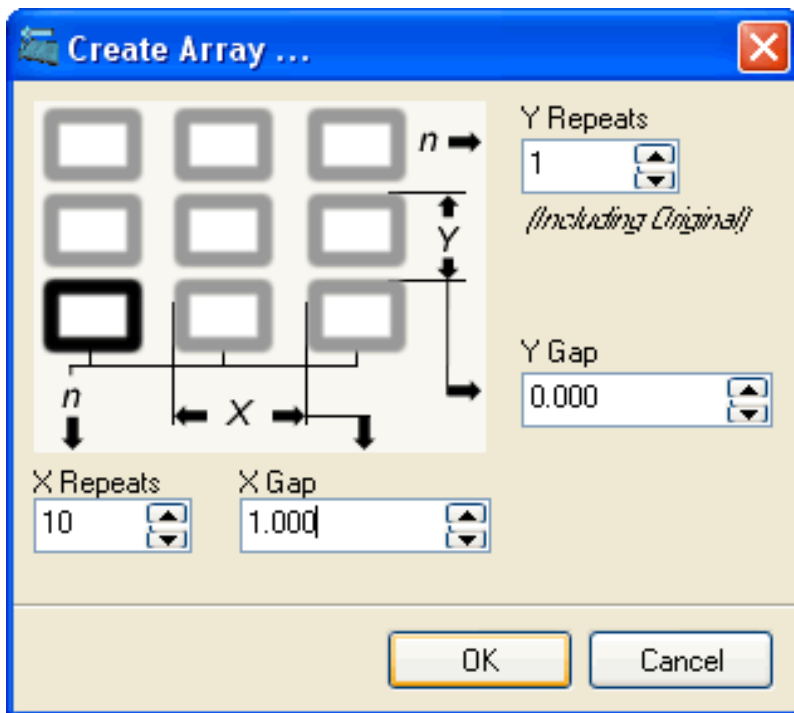 Create Array ...
n
Y Repeats
1
(Including Original)
Y
Y Gap
0.000
n
X
X Repeats
10
X Gap
1.000
OK
Cancel